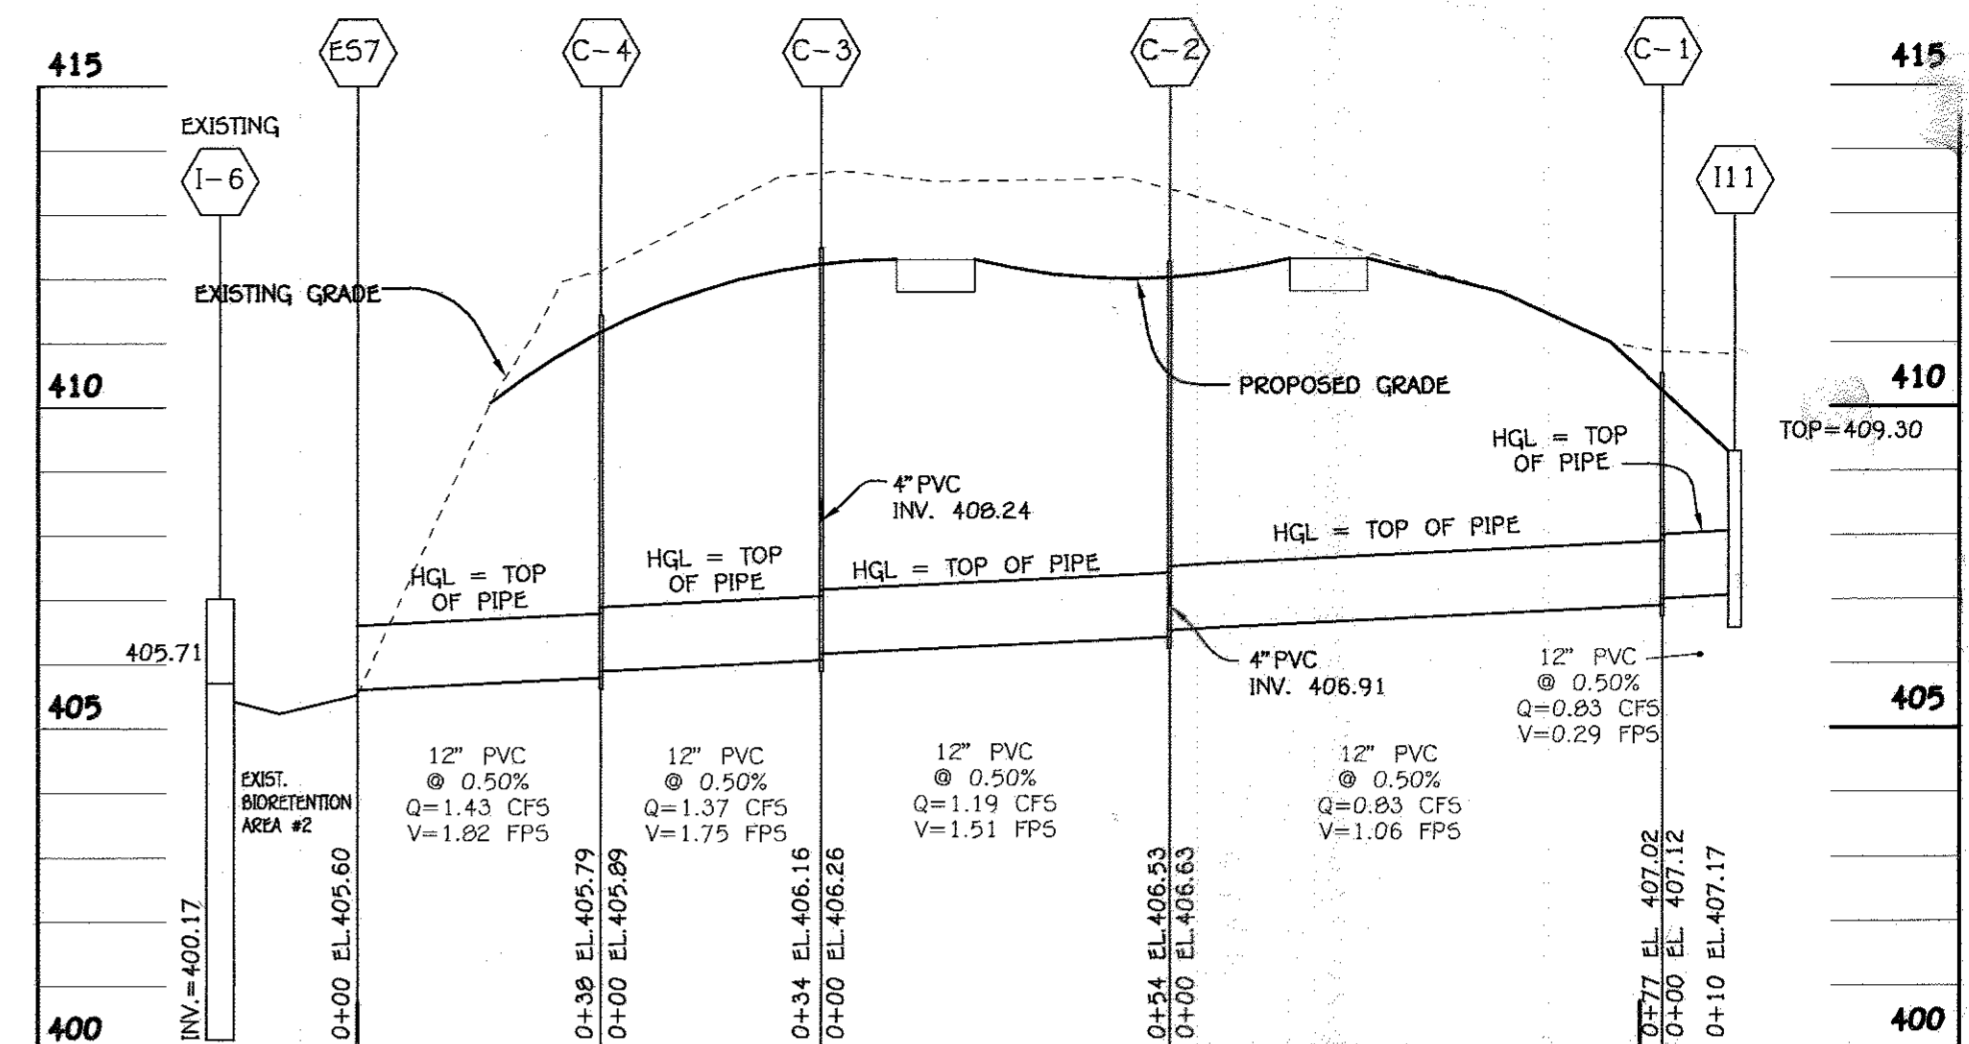 ES7
C-4
C-3
C-2
C-1
415
415
EXISTING
I-6
I11
EXISTING GRADE
410
PROPOSED GRADE
410
TOP=409.30
HGL = TOP
OF PIPE
4" PVC
INV. 408.24
HGL = TOP OF PIPE
HGL = TOP
OF PIPE
HGL = TOP OF PIPE
HGL = TOP
OF PIPE
405.71
4" PVC
INV. 406.91
12" PVC
@ 0.50%
Q=0.83 CFS
V=0.29 FPS
405
405
EXIST.
BIORETENTION
AREA #2
12" PVC
@ 0.50%
Q=1.43 CFS
V=1.82 FPS
12" PVC
@ 0.50%
Q=1.37 CFS
V=1.75 FPS
12" PVC
@ 0.50%
Q=1.19 CFS
V=1.51 FPS
12" PVC
@ 0.50%
Q=0.83 CFS
V=1.06 FPS
INV.=400.17
0+00 EL.405.60
0+38 EL.405.79
0+00 EL.405.89
0+34 EL.406.16
0+00 EL.406.26
0+54 EL.406.53
0+00 EL.406.63
0+77 EL 407.02
0+00 EL 407.12
0+10 EL.407.17
400
400